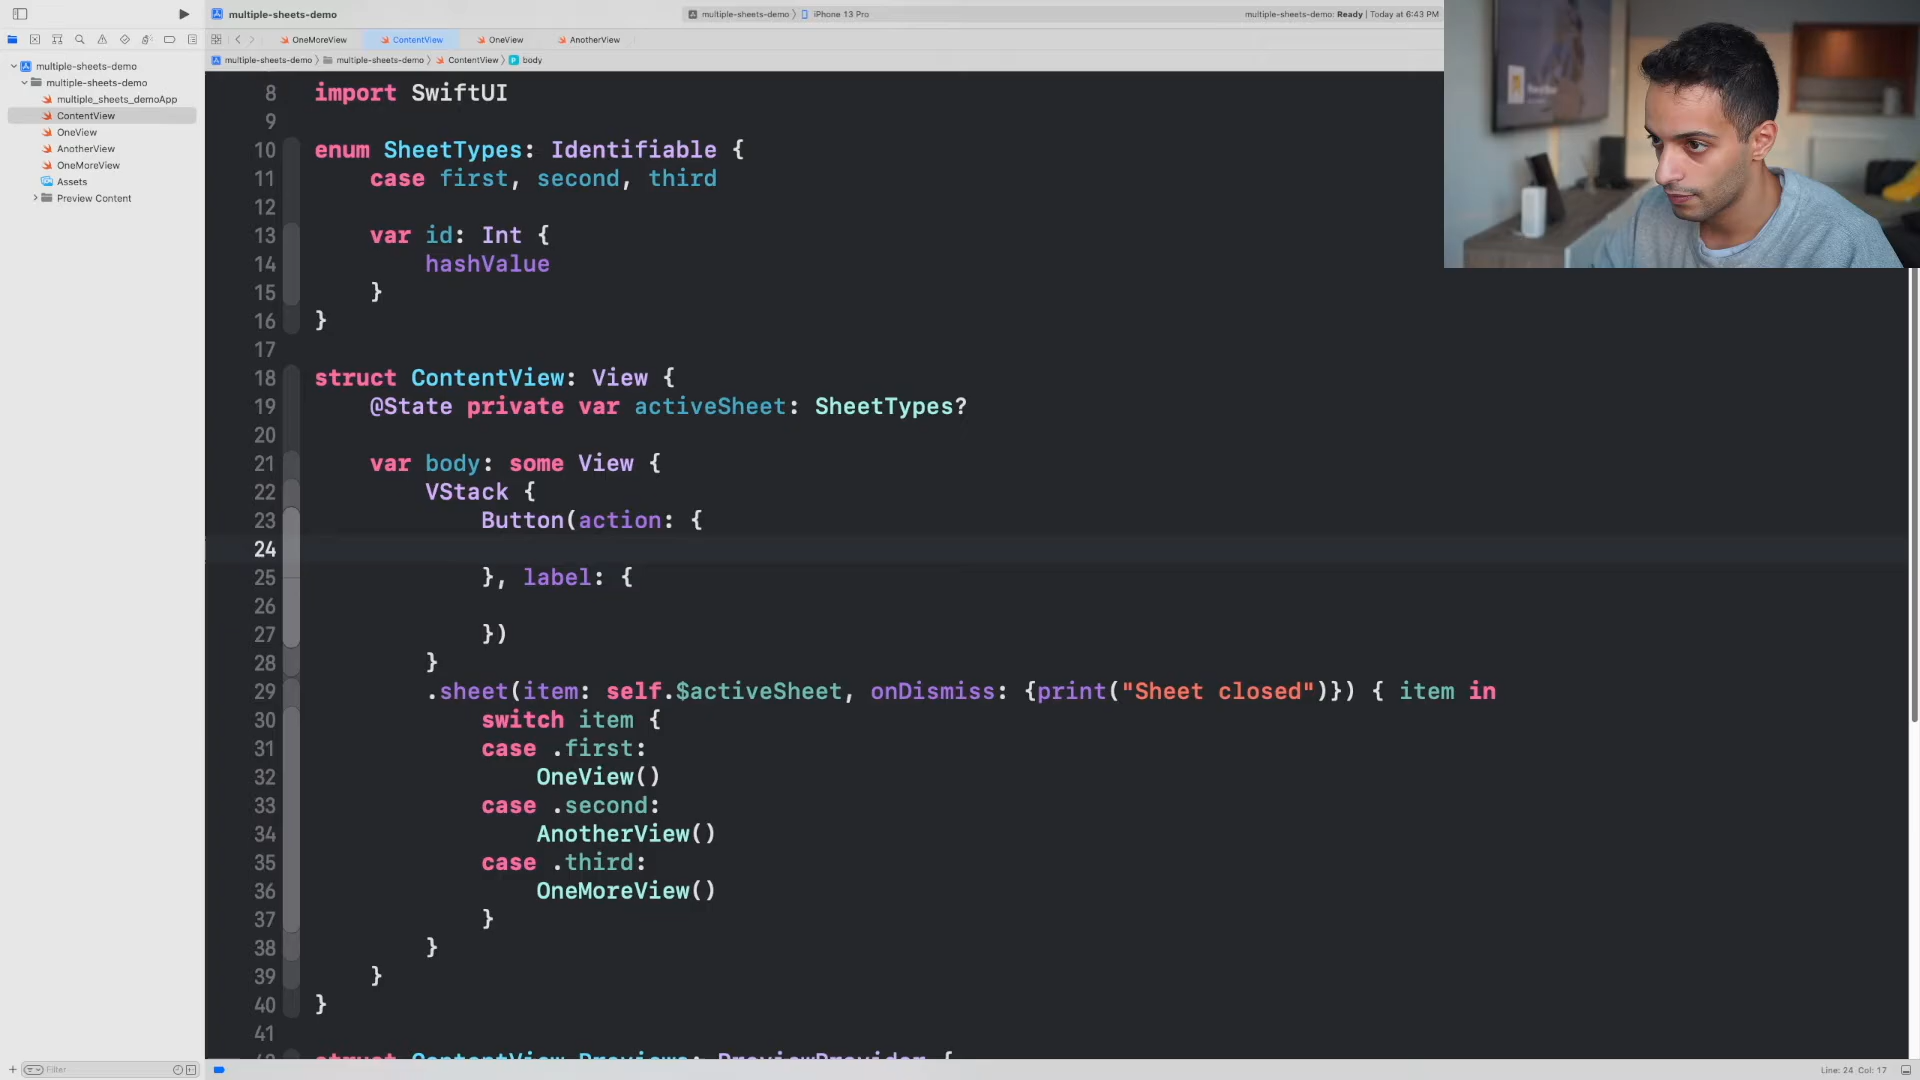 multiple-sheets-demo
multiple-sheets-demo 〉 iPhone 13 Pro
multiple-sheets-demo: Ready | Today at 6:43 PM
OneMoreView
ContentView
OneView
AnotherView
multiple-sheets-demo 〉 multiple-sheets-demo 〉 ContentView 〉 body
multiple-sheets-demo
multiple-sheets-demo
multiple_sheets_demoApp
ContentView
OneView
AnotherView
OneMoreView
Assets
Preview Content
8 import SwiftUI
9
10 enum SheetTypes: Identifiable {
11 case first, second, third
12
13 var id: Int {
14 hashValue
15 }
16 }
17
18 struct ContentView: View {
19 @State private var activeSheet: SheetTypes?
20
21 var body: some View {
22 VStack {
23 Button(action: {
24
25 }, label: {
26
27 })
28 }
29 .sheet(item: self.$activeSheet, onDismiss: {print("Sheet closed")}) { item in
30 switch item {
31 case .first:
32 OneView()
33 case .second:
34 AnotherView()
35 case .third:
36 OneMoreView()
37 }
38 }
39 }
40 }
41
42 struct ContentView_Previews: PreviewProvider {
Filter
Line: 24 Col: 17